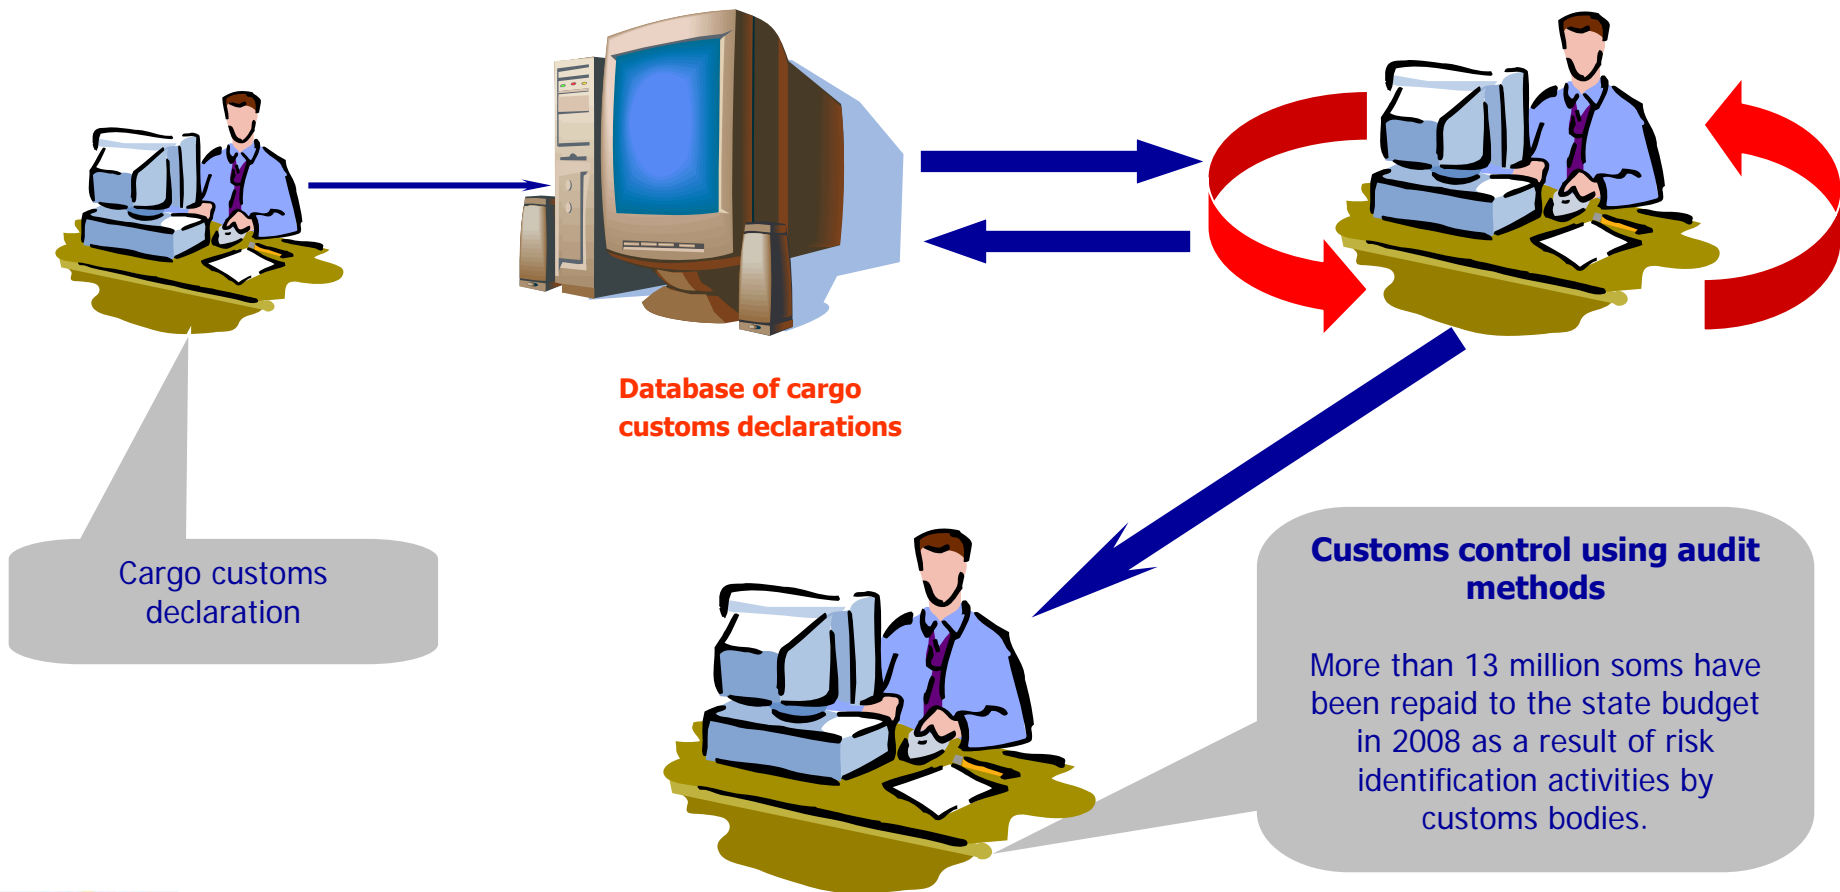 Database of cargo
customs declarations
Cargo customs
declaration
Customs control using audit
methods
More than 13 million soms have
been repaid to the state budget
in 2008 as a result of risk
identification activities by
customs bodies.